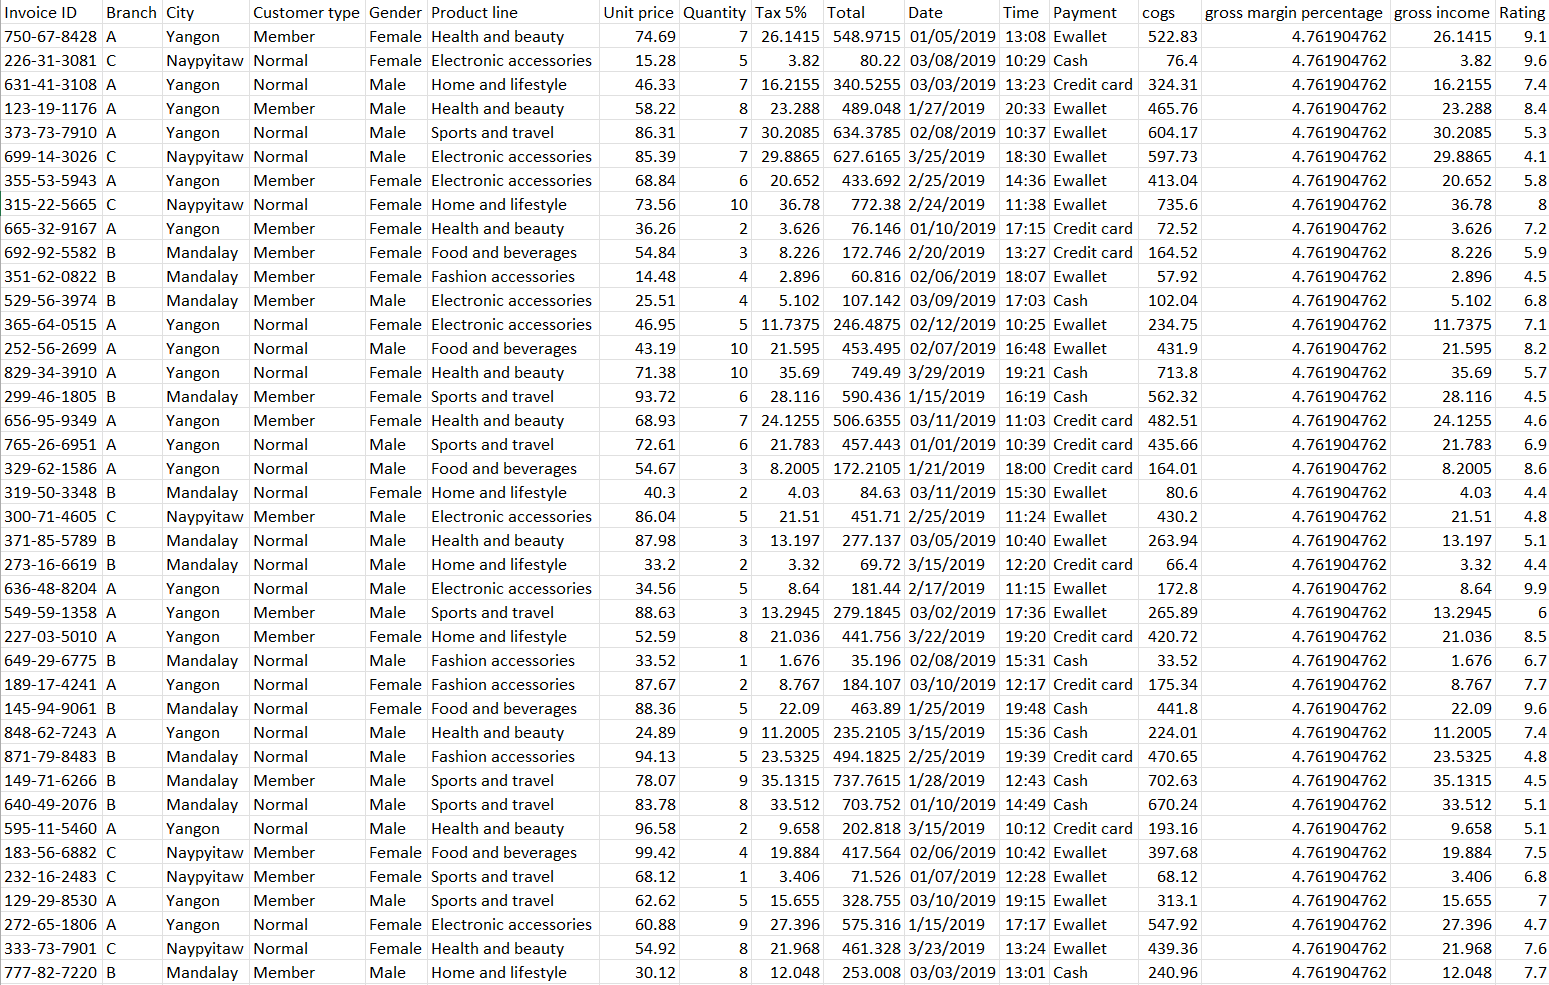 Invoice ID Branch City Customer type Gender Product line Unit price Quantity Tax 5% Total Date Time Payment cogs gross margin percentage gross income Rating
750-67-8428 A Yangon Member Female Health and beauty 74.69 7 26.1415 548.9715 01/05/2019 13:08 Ewallet 522.83 4.761904762 26.1415 9.1
226-31-3081 C Naypyitaw Normal Female Electronic accessories 15.28 5 3.82 80.22 03/08/2019 10:29 Cash 76.4 4.761904762 3.82 9.6
631-41-3108 A Yangon Normal Male Home and lifestyle 46.33 7 16.2155 340.5255 03/03/2019 13:23 Credit card 324.31 4.761904762 16.2155 7.4
123-19-1176 A Yangon Member Male Health and beauty 58.22 8 23.288 489.048 1/27/2019 20:33 Ewallet 465.76 4.761904762 23.288 8.4
373-73-7910 A Yangon Normal Male Sports and travel 86.31 7 30.2085 634.3785 02/08/2019 10:37 Ewallet 604.17 4.761904762 30.2085 5.3
699-14-3026 C Naypyitaw Normal Male Electronic accessories 85.39 7 29.8865 627.6165 3/25/2019 18:30 Ewallet 597.73 4.761904762 29.8865 4.1
355-53-5943 A Yangon Member Female Electronic accessories 68.84 6 20.652 433.692 2/25/2019 14:36 Ewallet 413.04 4.761904762 20.652 5.8
315-22-5665 C Naypyitaw Normal Female Home and lifestyle 73.56 10 36.78 772.38 2/24/2019 11:38 Ewallet 735.6 4.761904762 36.78 8
665-32-9167 A Yangon Member Female Health and beauty 36.26 2 3.626 76.146 01/10/2019 17:15 Credit card 72.52 4.761904762 3.626 7.2
692-92-5582 B Mandalay Member Female Food and beverages 54.84 3 8.226 172.746 2/20/2019 13:27 Credit card 164.52 4.761904762 8.226 5.9
351-62-0822 B Mandalay Member Female Fashion accessories 14.48 4 2.896 60.816 02/06/2019 18:07 Ewallet 57.92 4.761904762 2.896 4.5
529-56-3974 B Mandalay Member Male Electronic accessories 25.51 4 5.102 107.142 03/09/2019 17:03 Cash 102.04 4.761904762 5.102 6.8
365-64-0515 A Yangon Normal Female Electronic accessories 46.95 5 11.7375 246.4875 02/12/2019 10:25 Ewallet 234.75 4.761904762 11.7375 7.1
252-56-2699 A Yangon Normal Male Food and beverages 43.19 10 21.595 453.495 02/07/2019 16:48 Ewallet 431.9 4.761904762 21.595 8.2
829-34-3910 A Yangon Normal Female Health and beauty 71.38 10 35.69 749.49 3/29/2019 19:21 Cash 713.8 4.761904762 35.69 5.7
299-46-1805 B Mandalay Member Female Sports and travel 93.72 6 28.116 590.436 1/15/2019 16:19 Cash 562.32 4.761904762 28.116 4.5
656-95-9349 A Yangon Member Female Health and beauty 68.93 7 24.1255 506.6355 03/11/2019 11:03 Credit card 482.51 4.761904762 24.1255 4.6
765-26-6951 A Yangon Normal Male Sports and travel 72.61 6 21.783 457.443 01/01/2019 10:39 Credit card 435.66 4.761904762 21.783 6.9
329-62-1586 A Yangon Normal Male Food and beverages 54.67 3 8.2005 172.2105 1/21/2019 18:00 Credit card 164.01 4.761904762 8.2005 8.6
319-50-3348 B Mandalay Normal Female Home and lifestyle 40.3 2 4.03 84.63 03/11/2019 15:30 Ewallet 80.6 4.761904762 4.03 4.4
300-71-4605 C Naypyitaw Member Male Electronic accessories 86.04 5 21.51 451.71 2/25/2019 11:24 Ewallet 430.2 4.761904762 21.51 4.8
371-85-5789 B Mandalay Normal Male Health and beauty 87.98 3 13.197 277.137 03/05/2019 10:40 Ewallet 263.94 4.761904762 13.197 5.1
273-16-6619 B Mandalay Normal Male Home and lifestyle 33.2 2 3.32 69.72 3/15/2019 12:20 Credit card 66.4 4.761904762 3.32 4.4
636-48-8204 A Yangon Normal Male Electronic accessories 34.56 5 8.64 181.44 2/17/2019 11:15 Ewallet 172.8 4.761904762 8.64 9.9
549-59-1358 A Yangon Member Male Sports and travel 88.63 3 13.2945 279.1845 03/02/2019 17:36 Ewallet 265.89 4.761904762 13.2945 6
227-03-5010 A Yangon Member Female Home and lifestyle 52.59 8 21.036 441.756 3/22/2019 19:20 Credit card 420.72 4.761904762 21.036 8.5
649-29-6775 B Mandalay Normal Male Fashion accessories 33.52 1 1.676 35.196 02/08/2019 15:31 Cash 33.52 4.761904762 1.676 6.7
189-17-4241 A Yangon Normal Female Fashion accessories 87.67 2 8.767 184.107 03/10/2019 12:17 Credit card 175.34 4.761904762 8.767 7.7
145-94-9061 B Mandalay Normal Female Food and beverages 88.36 5 22.09 463.89 1/25/2019 19:48 Cash 441.8 4.761904762 22.09 9.6
848-62-7243 A Yangon Normal Male Health and beauty 24.89 9 11.2005 235.2105 3/15/2019 15:36 Cash 224.01 4.761904762 11.2005 7.4
871-79-8483 B Mandalay Normal Male Fashion accessories 94.13 5 23.5325 494.1825 2/25/2019 19:39 Credit card 470.65 4.761904762 23.5325 4.8
149-71-6266 B Mandalay Member Male Sports and travel 78.07 9 35.1315 737.7615 1/28/2019 12:43 Cash 702.63 4.761904762 35.1315 4.5
640-49-2076 B Mandalay Normal Male Sports and travel 83.78 8 33.512 703.752 01/10/2019 14:49 Cash 670.24 4.761904762 33.512 5.1
595-11-5460 A Yangon Normal Male Health and beauty 96.58 2 9.658 202.818 3/15/2019 10:12 Credit card 193.16 4.761904762 9.658 5.1
183-56-6882 C Naypyitaw Member Female Food and beverages 99.42 4 19.884 417.564 02/06/2019 10:42 Ewallet 397.68 4.761904762 19.884 7.5
232-16-2483 C Naypyitaw Member Female Sports and travel 68.12 1 3.406 71.526 01/07/2019 12:28 Ewallet 68.12 4.761904762 3.406 6.8
129-29-8530 A Yangon Member Male Sports and travel 62.62 5 15.655 328.755 03/10/2019 19:15 Ewallet 313.1 4.761904762 15.655 7
272-65-1806 A Yangon Normal Female Electronic accessories 60.88 9 27.396 575.316 1/15/2019 17:17 Ewallet 547.92 4.761904762 27.396 4.7
333-73-7901 C Naypyitaw Normal Female Health and beauty 54.92 8 21.968 461.328 3/23/2019 13:24 Ewallet 439.36 4.761904762 21.968 7.6
777-82-7220 B Mandalay Member Male Home and lifestyle 30.12 8 12.048 253.008 03/03/2019 13:01 Cash 240.96 4.761904762 12.048 7.7